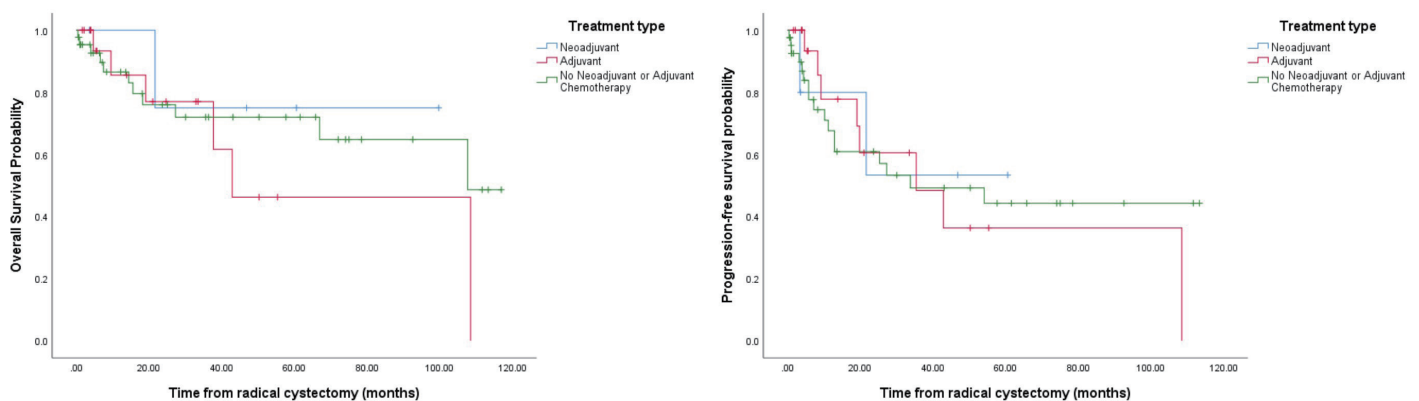 Treatment type
Neoadjuvant
Adjuvant
No Neoadjuvant or Adjuvant
Chemotherapy
Overall Survival Probability
1.0
0.8
0.6
0.4
0.2
0.0
.00 20.00 40.00 60.00 80.00 100.00 120.00
Time from radical cystectomy (months)
Treatment type
Neoadjuvant
Adjuvant
No Neoadjuvant or Adjuvant
Chemotherapy
Progression-free survival probability
1.0
0.8
0.6
0.4
0.2
0.0
.00 20.00 40.00 60.00 80.00 100.00 120.00
Time from radical cystectomy (months)